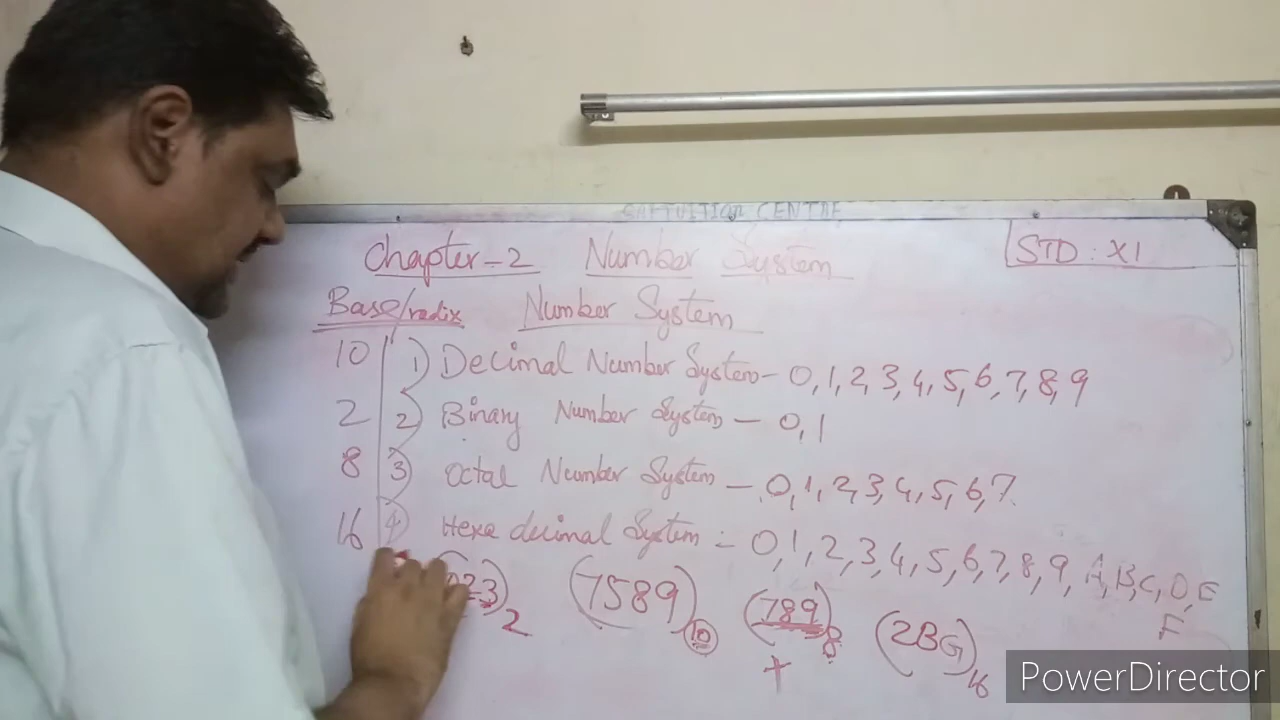 TUITION CENTRE
Chapter-2 Number System
STD: XI
Base/radix Number System
10 1) Decimal Number System - 0,1,2,3,4,5,6,7,8,9
2 2) Binary Number System - 0,1
8 3) Octal Number System - 0,1,2,3,4,5,6,7
16 4) Hexa decimal System :- 0,1,2,3,4,5,6,7,8,9, A,B,C,D,E
F
23)2 (7589)10 (789)8 (2BG)16
PowerDirector